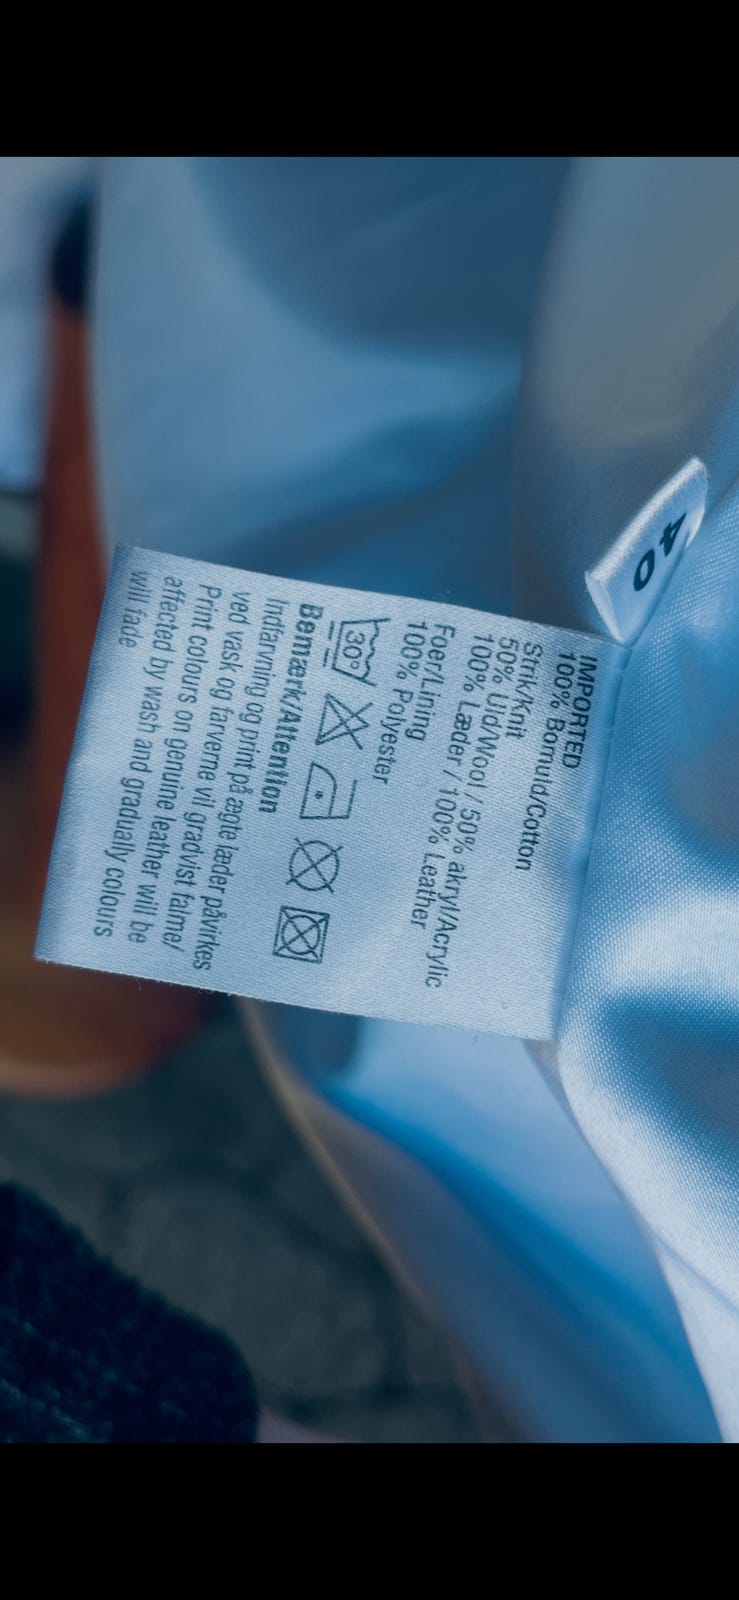 40
IMPORTED
100% Bomuld/Cotton
Strik/Knit
50% Uld/Wool / 50% akryl/Acrylic
100% Læder / 100% Leather
Foer/Lining
100% Polyester
30°
Bemærk/Attention
Indfarvning og print på ægte læder påvirkes
ved vask og farverne vil gradvist falme/
Print colours on genuine leather will be
affected by wash and gradually colours
will fade